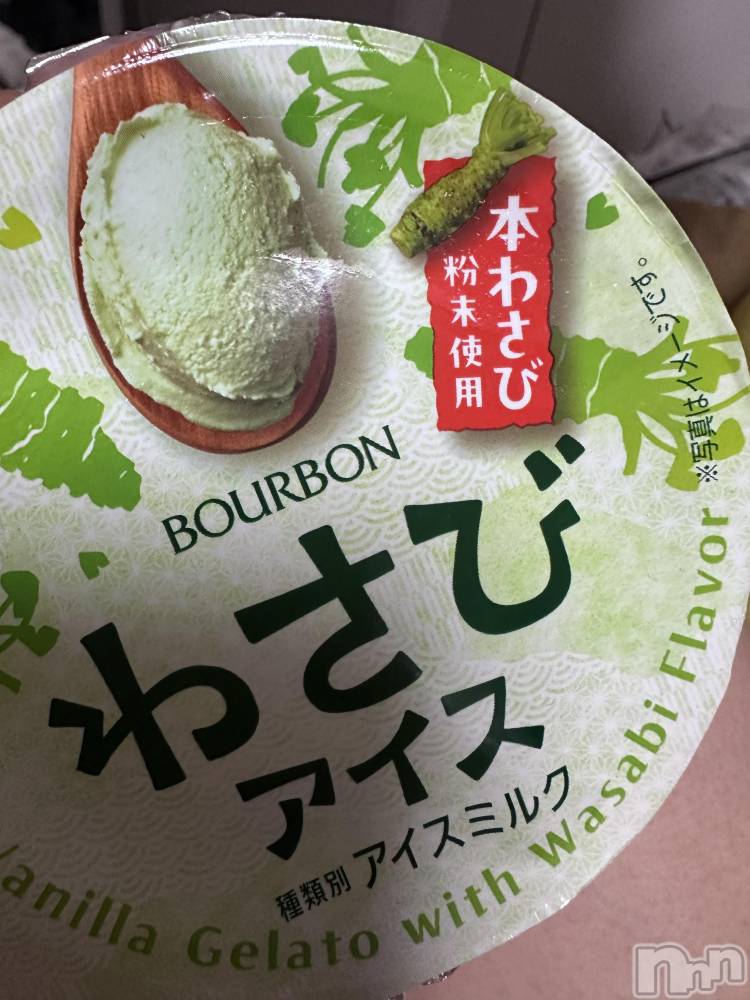 本わさび
粉末使用
※写真はイメージです。
BOURBON
わさび
アイス
種類別 アイスミルク
Vanilla Gelato with Wasabi Flavor
nnn